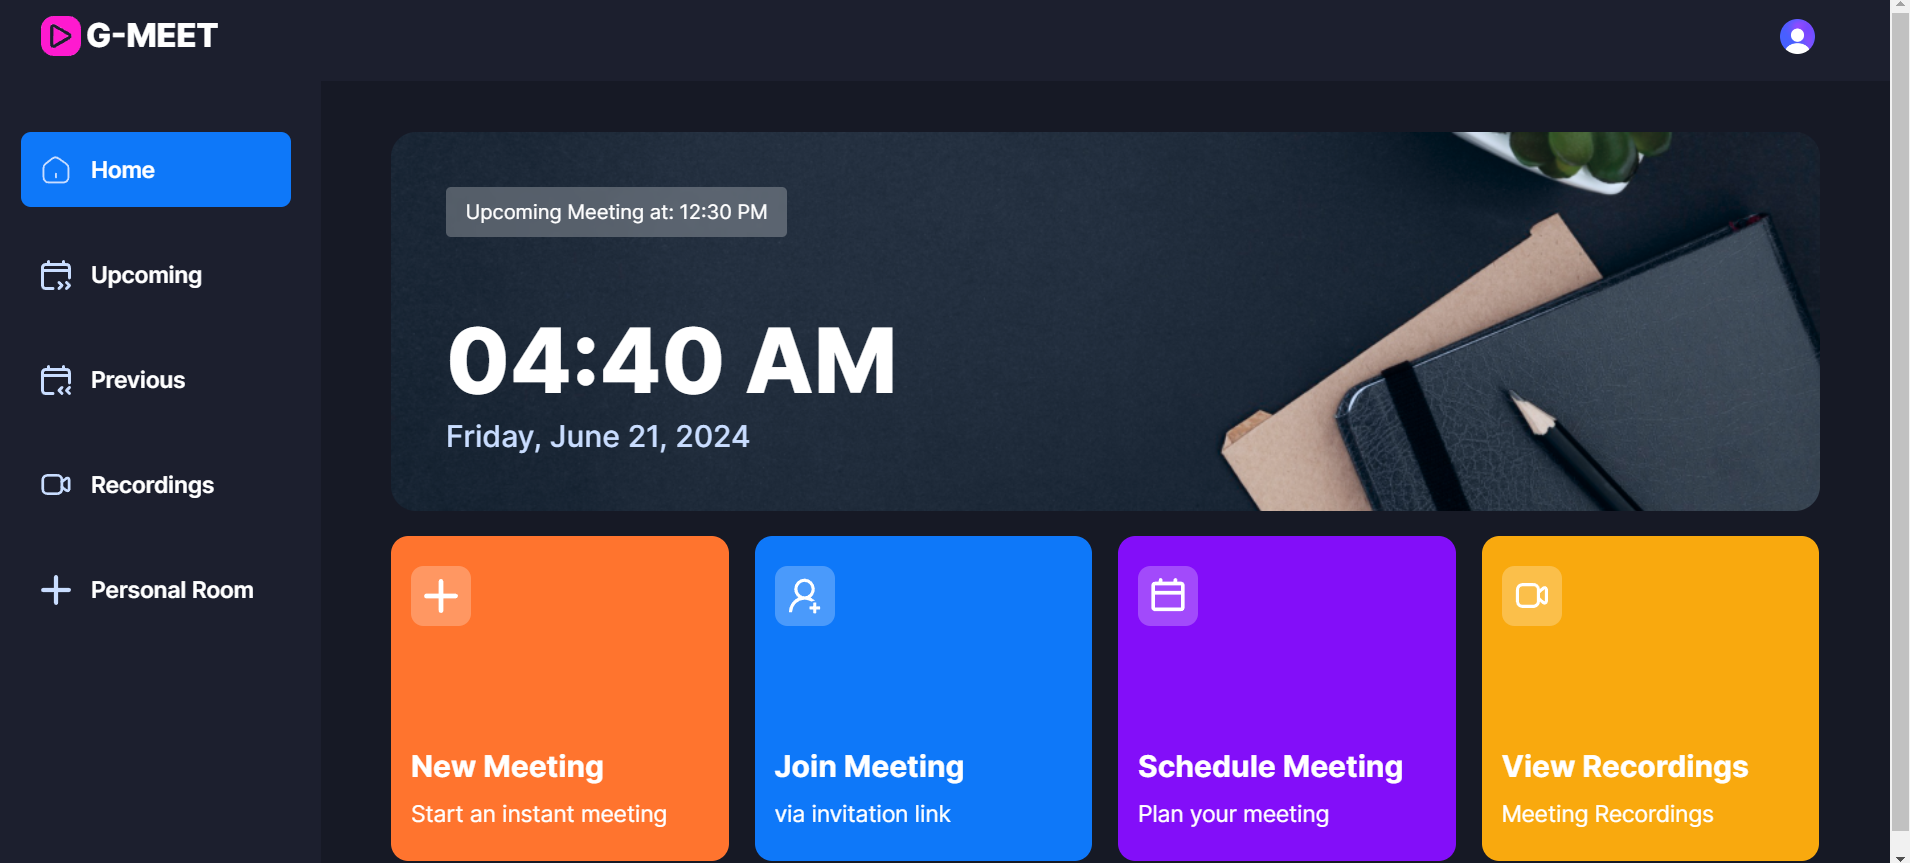 G-MEET
Home
Upcoming
Previous
Recordings
Personal Room
Upcoming Meeting at: 12:30 PM
04:40 AM
Friday, June 21, 2024
New Meeting
Start an instant meeting
Join Meeting
via invitation link
Schedule Meeting
Plan your meeting
View Recordings
Meeting Recordings